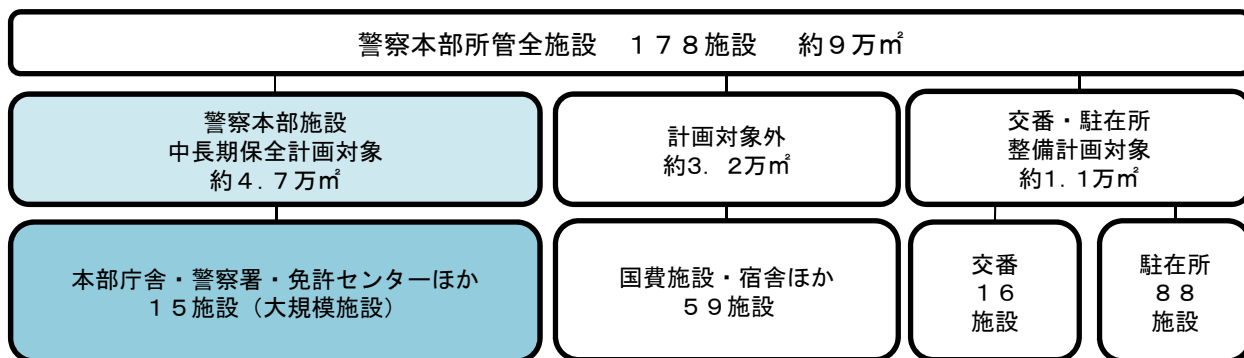 警察本部所管全施設　１７８施設　　約９万㎡
警察本部施設
中長期保全計画対象
約４．７万㎡
計画対象外
約3．２万㎡
交番・駐在所
整備計画対象
約1．１万㎡
本部庁舎・警察署・免許センターほか
１５施設（大規模施設）
国費施設・宿舎ほか
５９施設
交番
１６
施設
駐在所
８８
施設